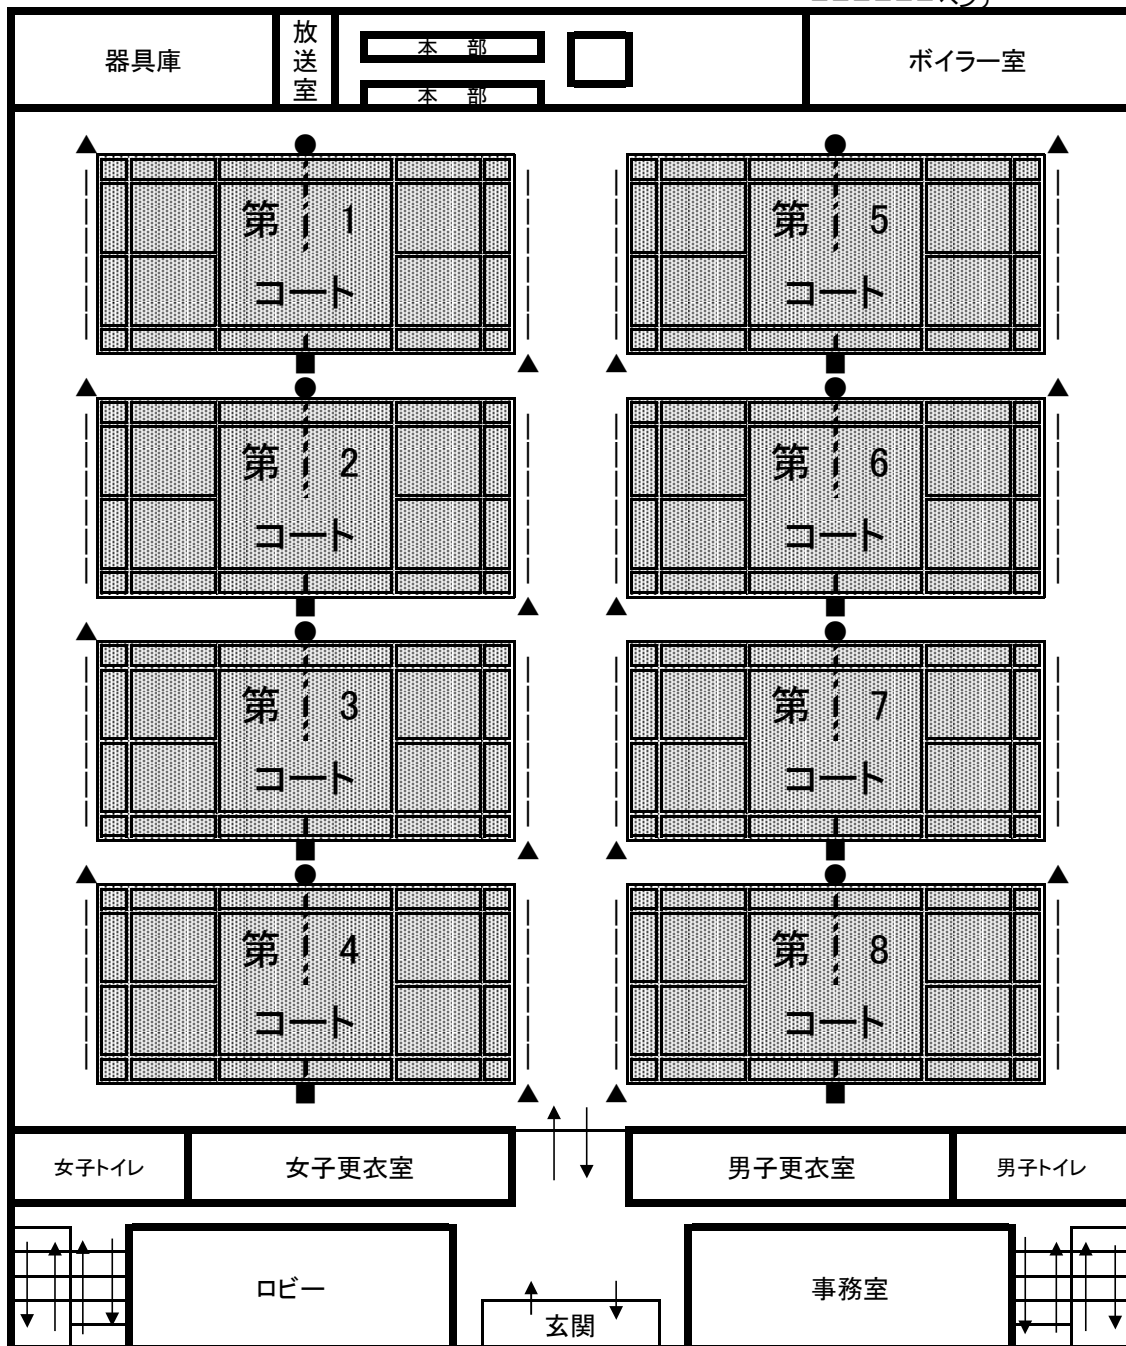 器具庫
放送室
本 部
本 部
ボイラー室
第 1
コート
第 5
コート
第 2
コート
第 6
コート
第 3
コート
第 7
コート
第 4
コート
第 8
コート
女子トイレ
女子更衣室
男子更衣室
男子トイレ
ロビー
事務室
玄関